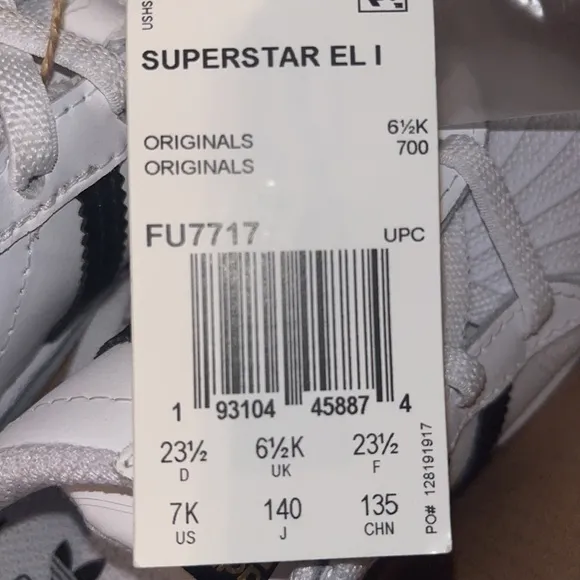 USHS
SUPERSTAR EL I
6½K
ORIGINALS
700
ORIGINALS
FU7717
UPC
1 93104 45887 4
23½ 6½K 23½
D UK F
7K 140 135
US J CHN
PO# 128191917